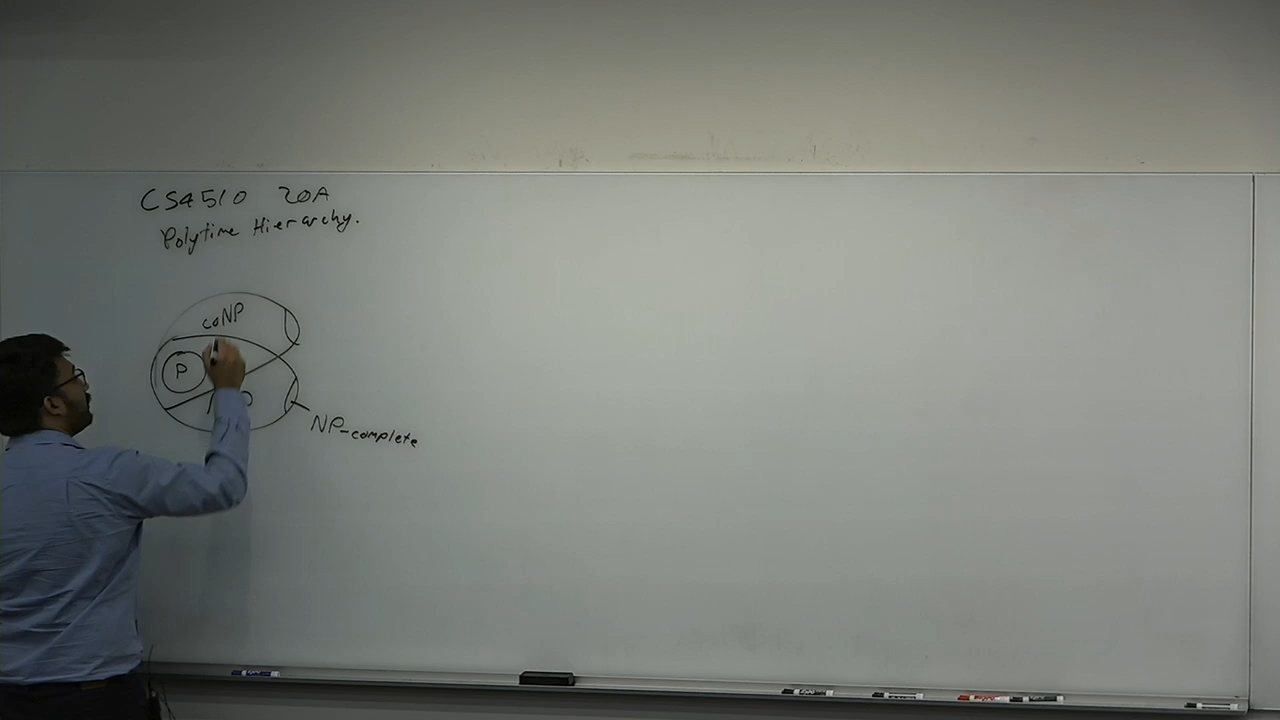 CS4510 20A
Polytime Hierarchy.
coNP
P
NP-complete